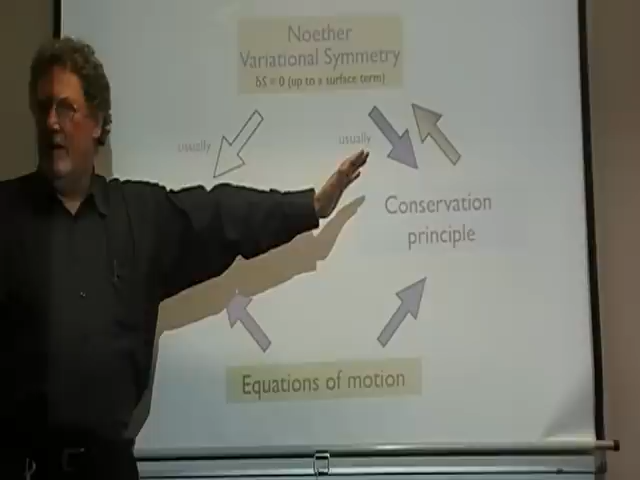 Noether
Variational Symmetry
δS = 0 (up to a surface term)
usually
usually
Conservation
principle
Equations of motion